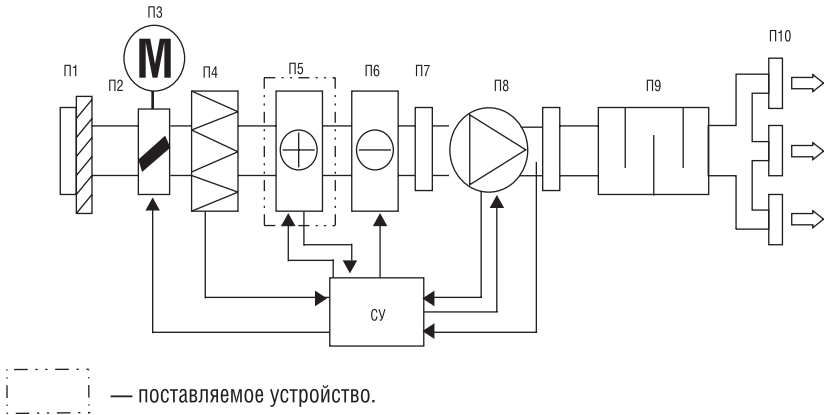 П3
М
П1
П2
П4
П5
П6
П7
П8
П9
П10
СУ
— поставляемое устройство.